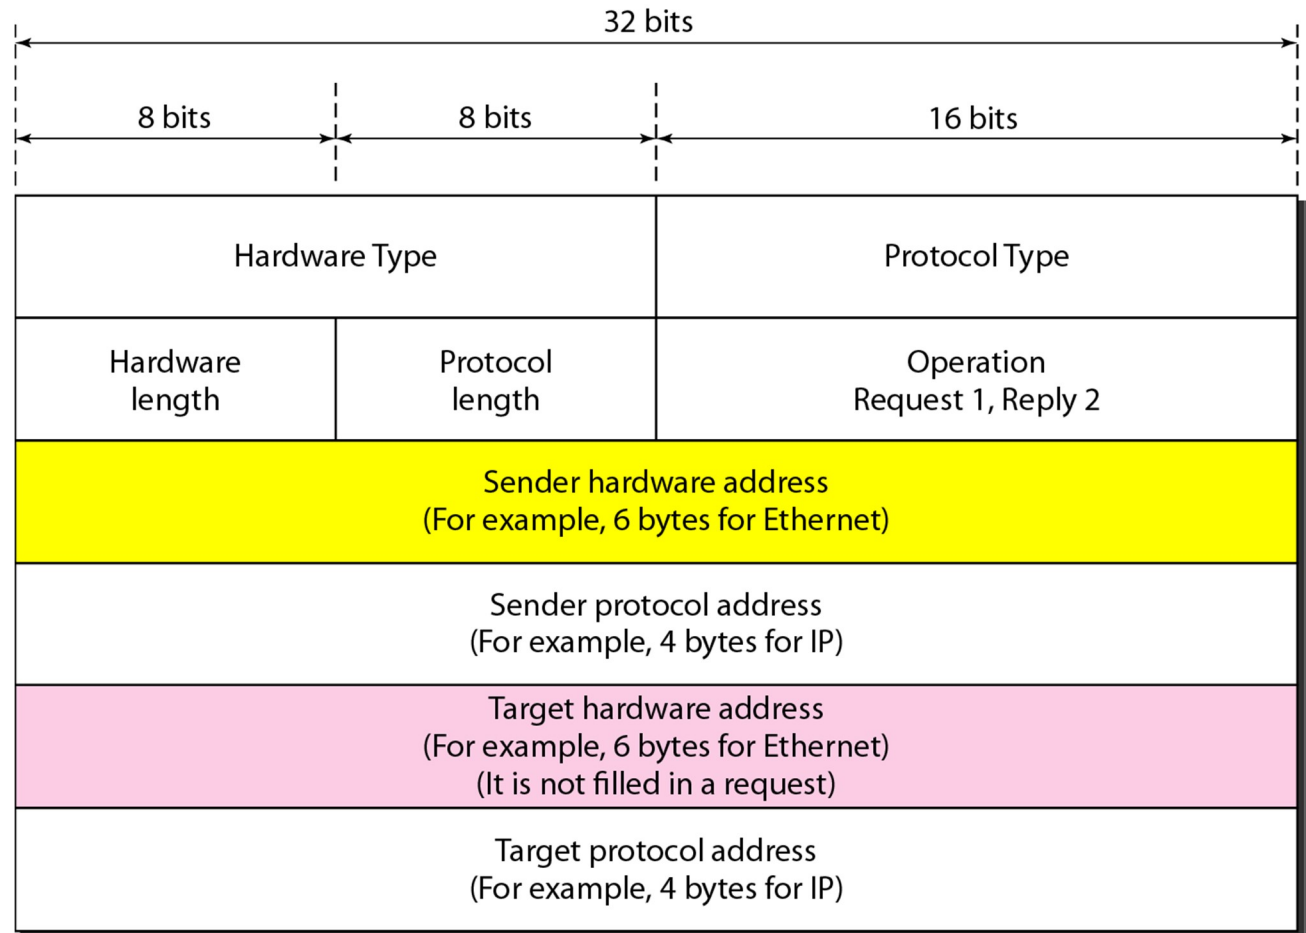 32 bits
8 bits
8 bits
16 bits
Hardware Type
Protocol Type
Hardware
length
Protocol
length
Operation
Request 1, Reply 2
Sender hardware address
(For example, 6 bytes for Ethernet)
Sender protocol address
(For example, 4 bytes for IP)
Target hardware address
(For example, 6 bytes for Ethernet)
(It is not filled in a request)
Target protocol address
(For example, 4 bytes for IP)